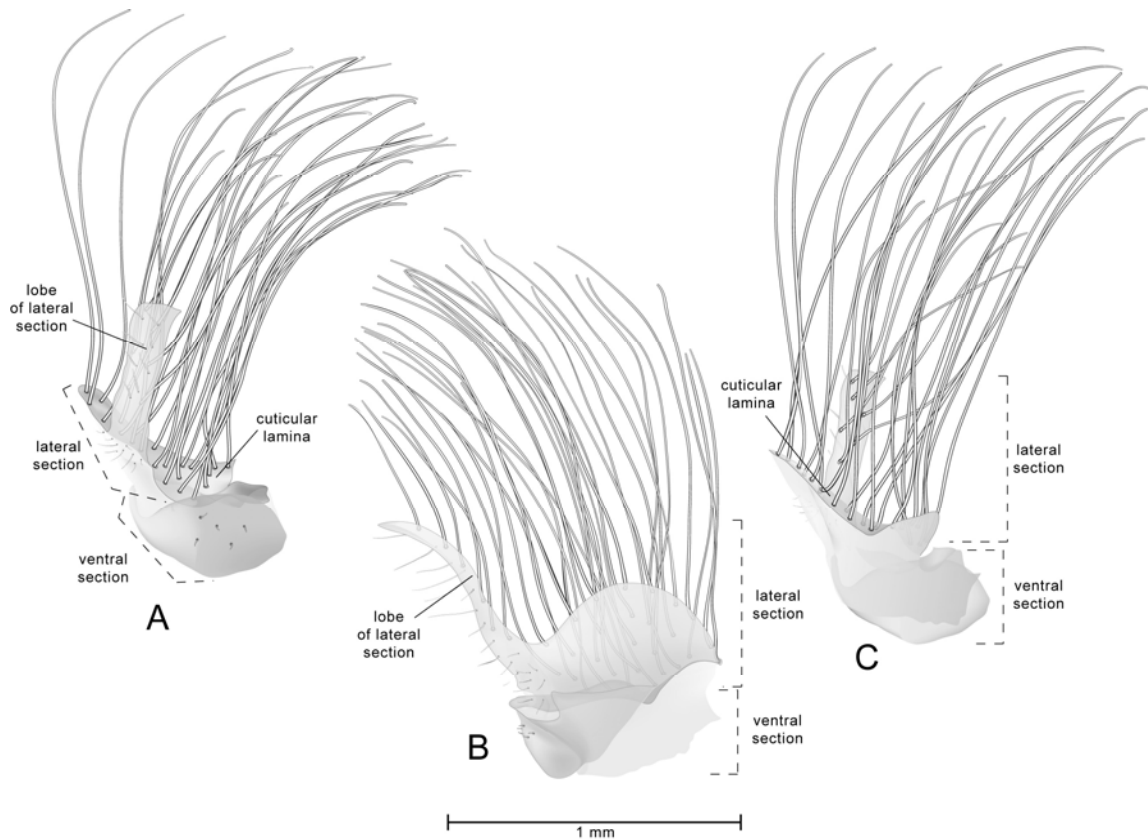 lobe
of lateral
section
cuticular
lamina
lateral
section
ventral
section
A
lobe
of lateral
section
lateral
section
ventral
section
B
cuticular
lamina
lateral
section
ventral
section
C
1 mm